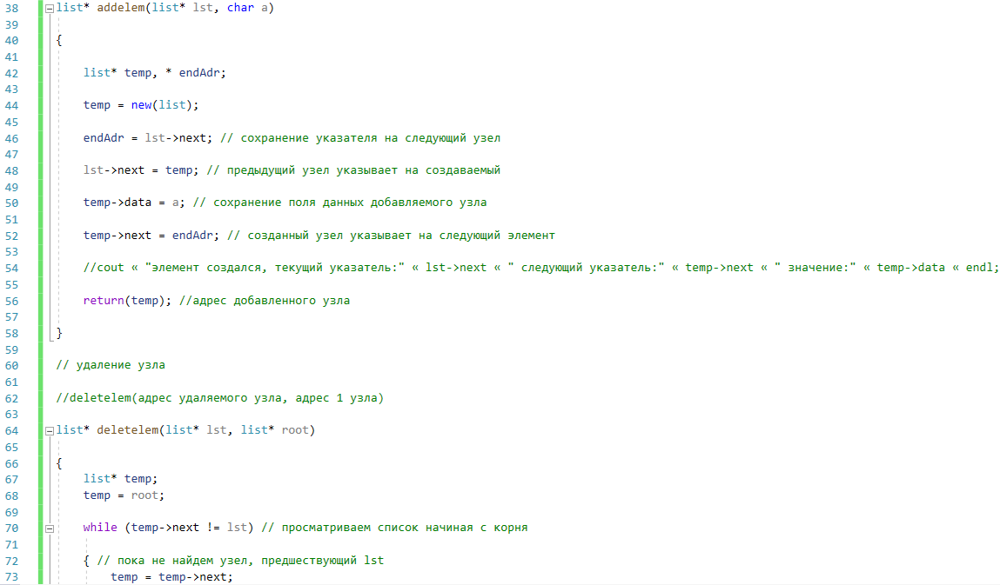 38 list* addelem(list* lst, char a)
39
40 {
41
42 list* temp, * endAdr;
43
44 temp = new(list);
45
46 endAdr = lst->next; // сохранение указателя на следующий узел
47
48 lst->next = temp; // предыдущий узел указывает на создаваемый
49
50 temp->data = a; // сохранение поля данных добавляемого узла
51
52 temp->next = endAdr; // созданный узел указывает на следующий элемент
53
54 //cout « "элемент создался, текущий указатель:" « lst->next « " следующий указатель:" « temp->next « " значение:" « temp->data « endl;
55
56 return(temp); //адрес добавленного узла
57
58 }
59
60 // удаление узла
61
62 //deletelem(адрес удаляемого узла, адрес 1 узла)
63
64 list* deletelem(list* lst, list* root)
65
66 {
67 list* temp;
68 temp = root;
69
70 while (temp->next != lst) // просматриваем список начиная с корня
71
72 { // пока не найдем узел, предшествующий lst
73 temp = temp->next;